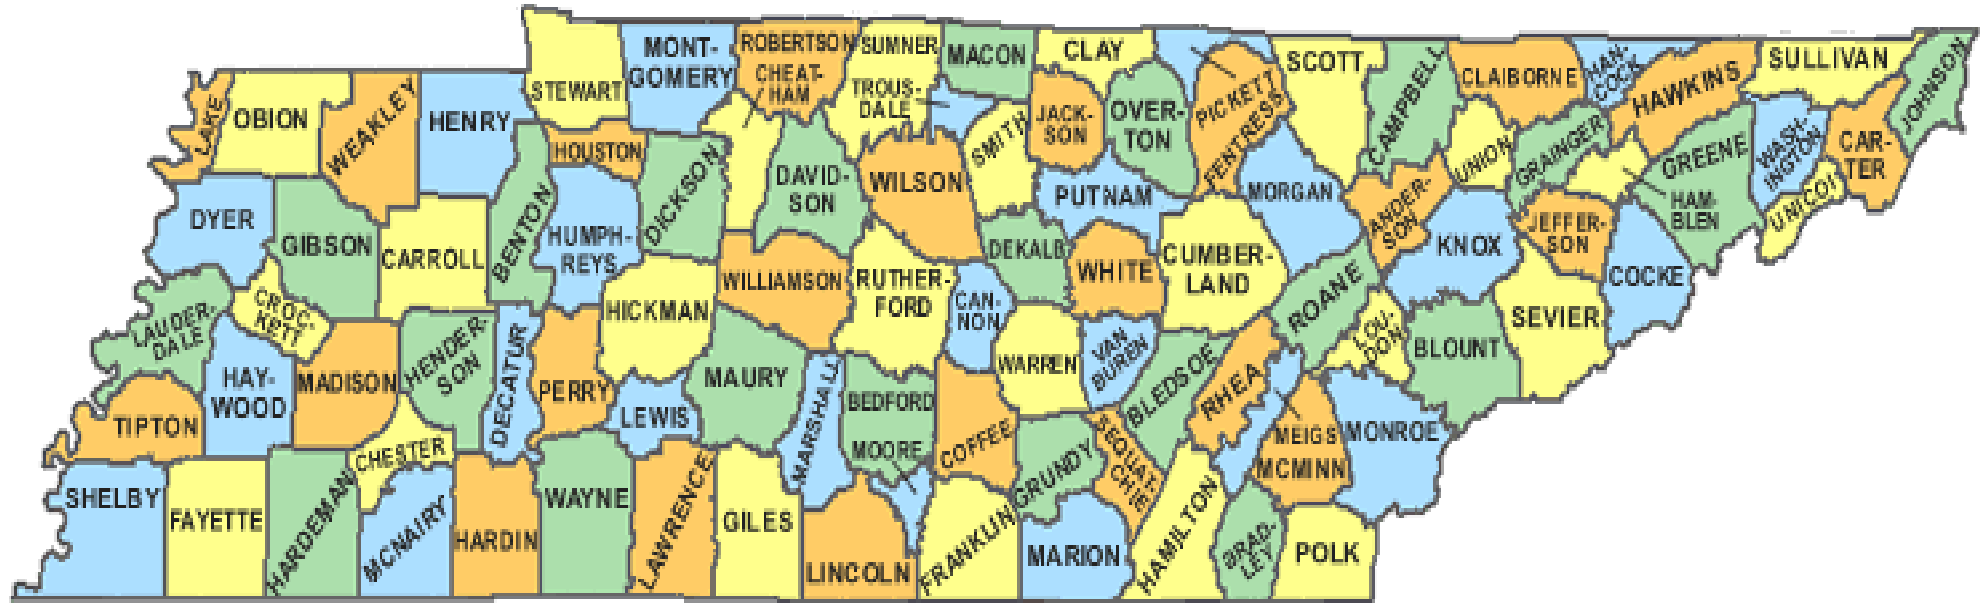 LAKE
OBION
WEAKLEY
HENRY
STEWART
MONT-
GOMERY
ROBERTSON
CHEAT-
HAM
SUMNER
TROUS-
DALE
MACON
CLAY
JACK-
SON
OVER-
TON
PICKETT
FENTRESS
SCOTT
CAMPBELL
CLAIBORNE
HAN-
COCK
HAWKINS
SULLIVAN
JOHNSON
HOUSTON
DICKSON
DAVID-
SON
WILSON
SMITH
PUTNAM
MORGAN
ANDER-
SON
UNION
GRAINGER
GREENE
HAM-
BLEN
WASH-
INGTON
UNICOI
CAR-
TER
DYER
GIBSON
CARROLL
BENTON
HUMPH-
REYS
HICKMAN
WILLIAMSON
RUTHER-
FORD
CAN-
NON
DEKALB
WHITE
CUMBER-
LAND
ROANE
LOU-
DON
KNOX
JEFFER-
SON
SEVIER
COCKE
LAUDER-
DALE
CROC-
KETT
HAY-
WOOD
MADISON
HENDER-
SON
DECATUR
PERRY
LEWIS
MAURY
MARSHALL
BEDFORD
MOORE
COFFEE
WARREN
VAN
BUREN
BLEDSOE
RHEA
MEIGS
MCMINN
MONROE
BLOUNT
TIPTON
SHELBY
FAYETTE
HARDEMAN
CHESTER
MCNAIRY
HARDIN
WAYNE
LAWRENCE
GILES
LINCOLN
FRANKLIN
GRUNDY
SEQUAT-
CHIE
MARION
HAMILTON
BRAD-
LEY
POLK